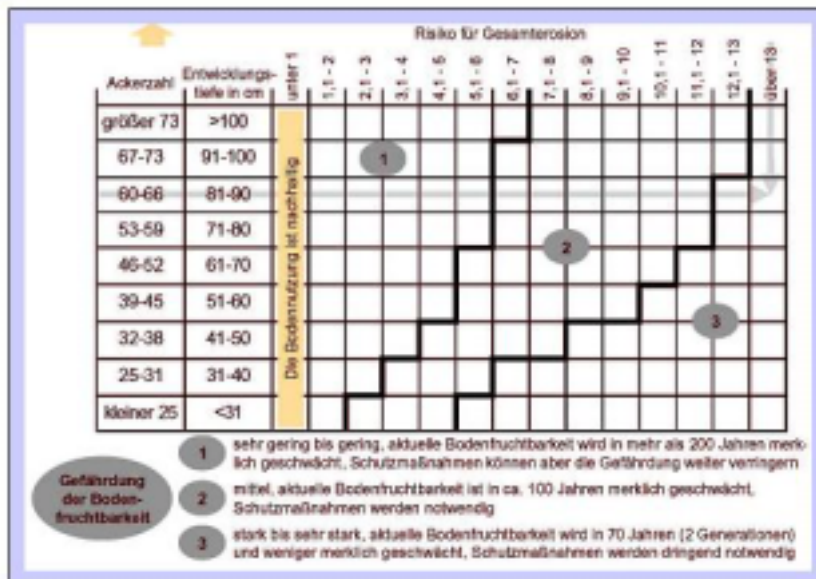 Risiko für Gesamterosion
Ackerzahl
Entwicklungs-
tiefe in cm
unter 1
1,1 - 2
2,1 - 3
3,1 - 4
4,1 - 5
5,1 - 6
6,1 - 7
7,1 - 8
8,1 - 9
9,1 - 10
10,1 - 11
11,1 - 12
12,1 - 13
über 13
größer 73 >100
67-73 91-100
60-66 81-90
53-59 71-80
46-52 61-70
39-45 51-60
32-38 41-50
25-31 31-40
kleiner 25 <31
Die Bodennutzung ist nachhaltig
1
2
3
Gefährdung
der Boden-
fruchtbarkeit
1 sehr gering bis gering, aktuelle Bodenfruchtbarkeit wird in mehr als 200 Jahren merk-
lich geschwächt, Schutzmaßnahmen können aber die Gefährdung weiter verringern
2 mittel, aktuelle Bodenfruchtbarkeit ist in ca. 100 Jahren merklich geschwächt,
Schutzmaßnahmen werden notwendig
3 stark bis sehr stark, aktuelle Bodenfruchtbarkeit wird in 70 Jahren (2 Generationen)
und weniger merklich geschwächt, Schutzmaßnahmen werden dringend notwendig